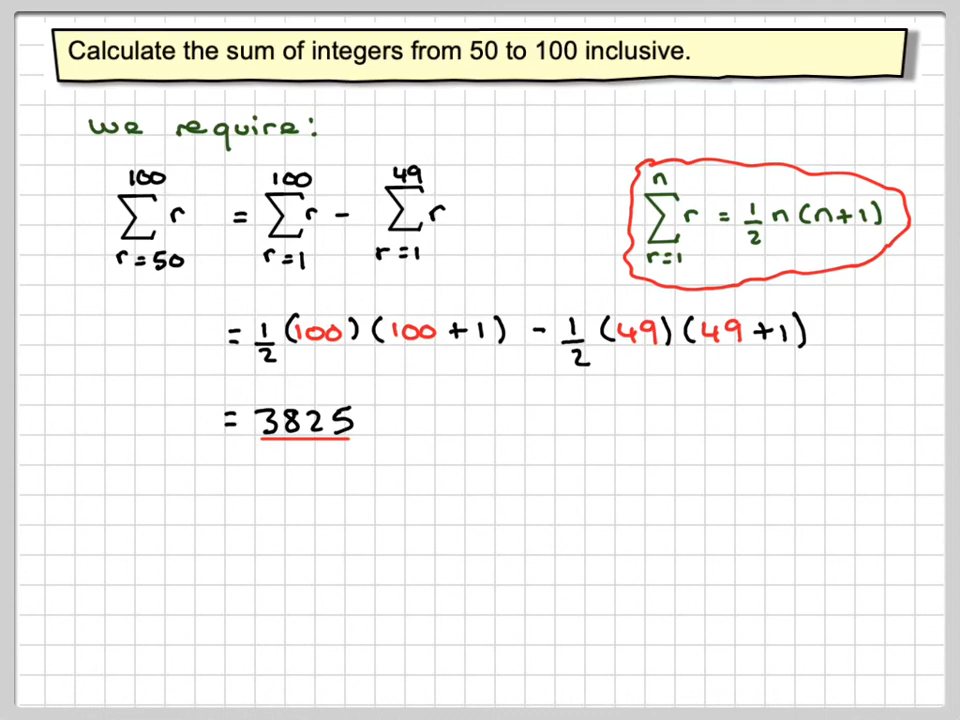 Calculate the sum of integers from 50 to 100 inclusive.
we require:
100 ∑ r=50 r = 100 ∑ r=1 r - 49 ∑ r=1 r
n ∑ r=1 r = 1/2 n (n+1)
= 1/2 (100) (100 + 1) - 1/2 (49) (49 + 1)
= 3825